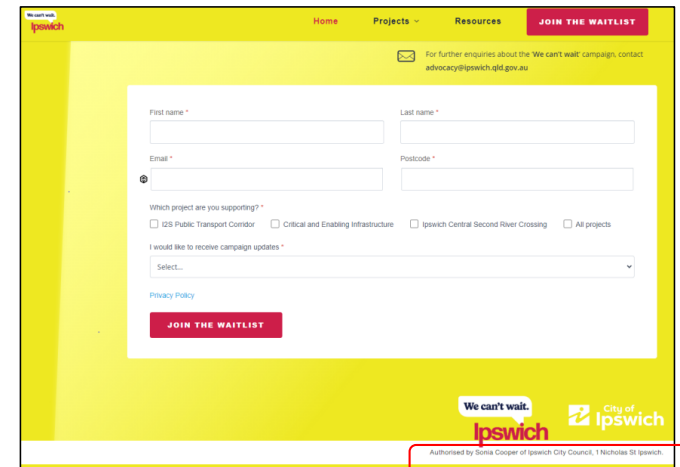 We can't wait.
Ipswich
Home Projects Resources JOIN THE WAITLIST
For further enquiries about the 'We can't wait' campaign, contact
advocacy@ipswich.qld.gov.au
First name * Last name *
Email * Postcode *
Which project are you supporting? *
I2S Public Transport Corridor Critical and Enabling Infrastructure Ipswich Central Second River Crossing All projects
I would like to receive campaign updates *
Select...
Privacy Policy
JOIN THE WAITLIST
We can't wait.
Ipswich
City of
Ipswich
Authorised by Sonia Cooper of Ipswich City Council, 1 Nicholas St Ipswich.